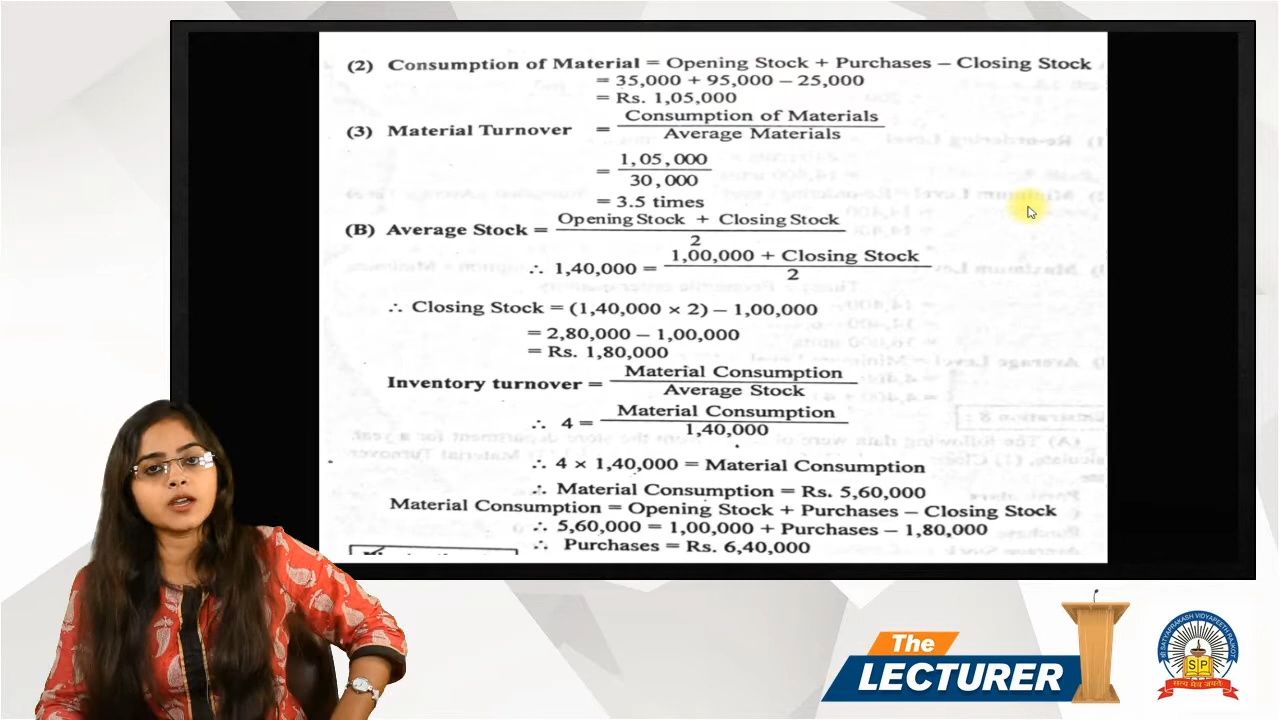 (2) Consumption of Material = Opening Stock + Purchases – Closing Stock
= 35,000 + 95,000 – 25,000
= Rs. 1,05,000
(3) Material Turnover = Consumption of Materials
Average Materials
= 1,05,000
30,000
= 3.5 times
(B) Average Stock = Opening Stock + Closing Stock
2
∴ 1,40,000 = 1,00,000 + Closing Stock
2
∴ Closing Stock = (1,40,000 × 2) – 1,00,000
= 2,80,000 – 1,00,000
= Rs. 1,80,000
Inventory turnover = Material Consumption
Average Stock
∴ 4 = Material Consumption
1,40,000
∴ 4 × 1,40,000 = Material Consumption
∴ Material Consumption = Rs. 5,60,000
Material Consumption = Opening Stock + Purchases – Closing Stock
∴ 5,60,000 = 1,00,000 + Purchases – 1,80,000
∴ Purchases = Rs. 6,40,000
The
LECTURER
SHRI SATYAPRAKASH VIDYAPEETH RAJKOT
S P
सत्य मेव जयते